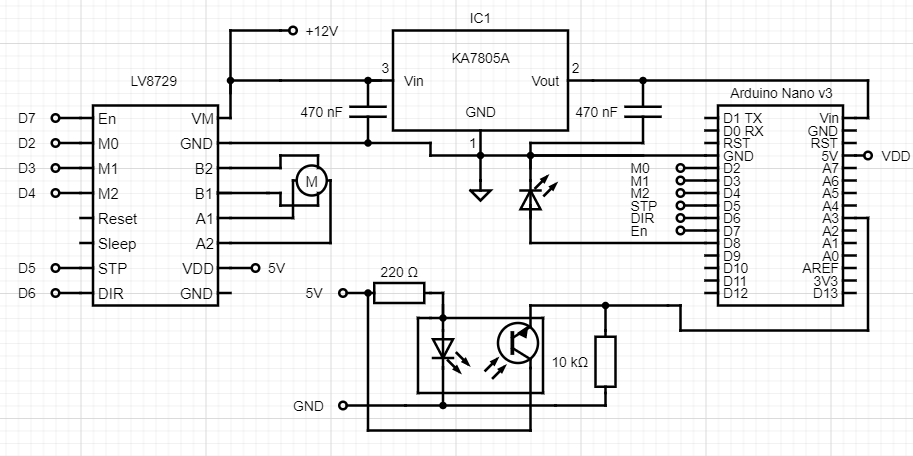 IC1
+12V
KA7805A
3
Vin
Vout
2
LV8729
470 nF
470 nF
GND
1
Arduino Nano v3
D7
En
VM
D2
M0
GND
D3
M1
B2
D4
M2
B1
Reset
A1
Sleep
A2
D5
STP
VDD
5V
D6
DIR
GND
M
D1 TX
Vin
D0 RX
GND
RST
RST
GND
5V
VDD
M0
D2
A7
M1
D3
A6
M2
D4
A5
STP
D5
A4
DIR
D6
A3
En
D7
A2
D8
A1
D9
A0
D10
AREF
D11
3V3
D12
D13
220 Ω
5V
10 kΩ
GND